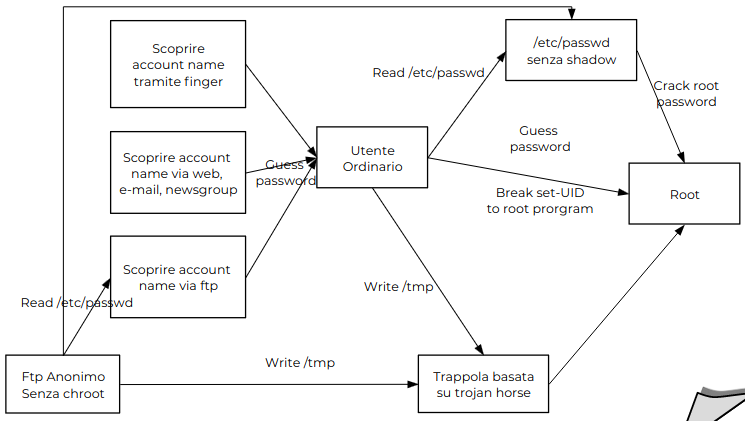 Scoprire
account name
tramite finger
/etc/passwd
senza shadow
Read /etc/passwd
Crack root
password
Scoprire account
name via web,
e-mail, newsgroup
Guess
password
Utente
Ordinario
Guess
password
Break set-UID
to root prorgram
Root
Scoprire account
name via ftp
Read /etc/passwd
Write /tmp
Ftp Anonimo
Senza chroot
Write /tmp
Trappola basata
su trojan horse